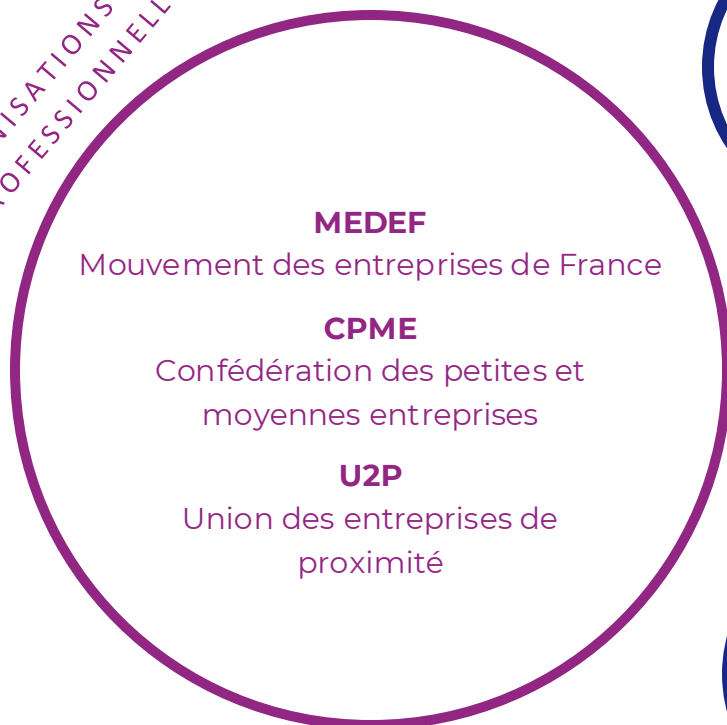 MEDEF
Mouvement des entreprises de France
CPME
Confédération des petites et
moyennes entreprises
U2P
Union des entreprises de
proximité